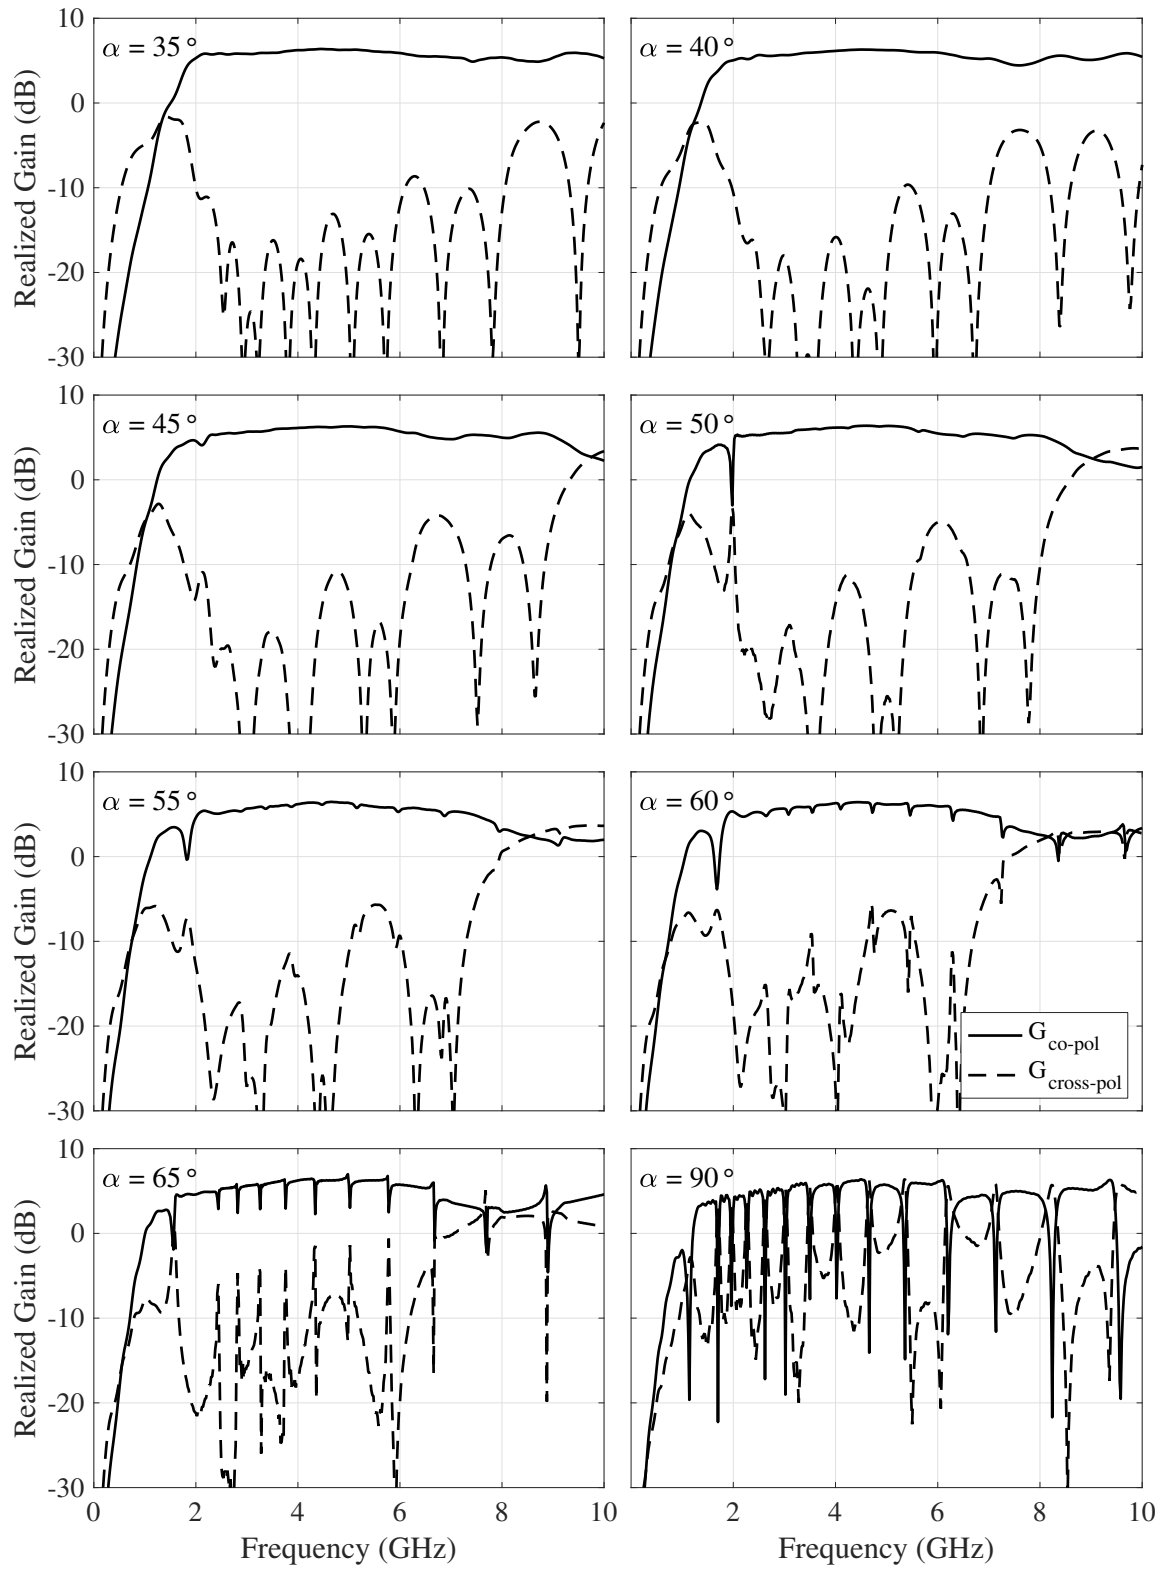 10
α = 35°
α = 40°
0
-10
-20
-30
Realized Gain (dB)
10
α = 45°
α = 50°
0
-10
-20
-30
Realized Gain (dB)
10
α = 55°
α = 60°
0
-10
-20
-30
Realized Gain (dB)
G co-pol
G cross-pol
10
α = 65°
α = 90°
0
-10
-20
-30
Realized Gain (dB)
0 2 4 6 8 10
2 4 6 8 10
Frequency (GHz)
Frequency (GHz)